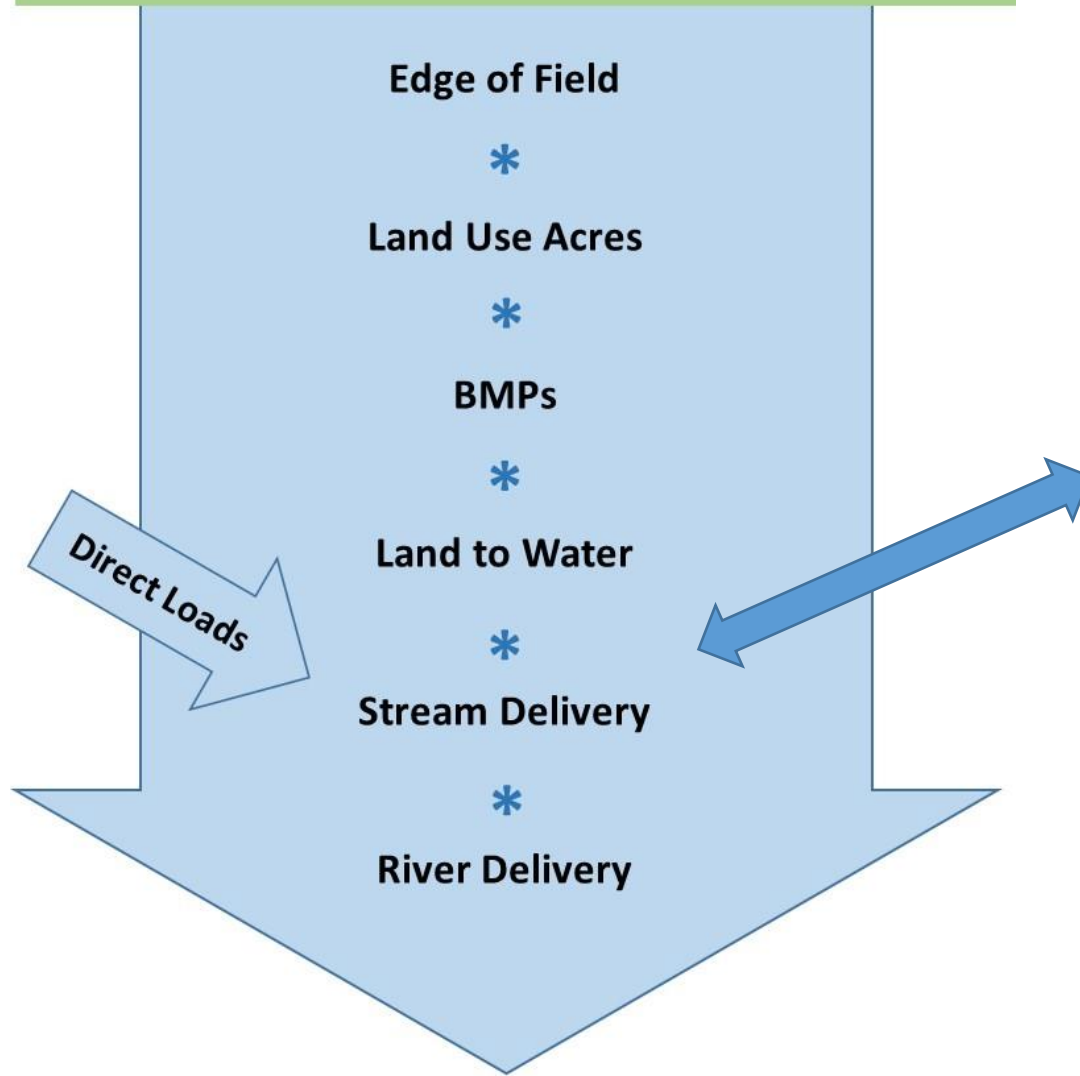 Edge of Field
*
Land Use Acres
*
BMPs
*
Land to Water
Direct Loads
*
Stream Delivery
*
River Delivery